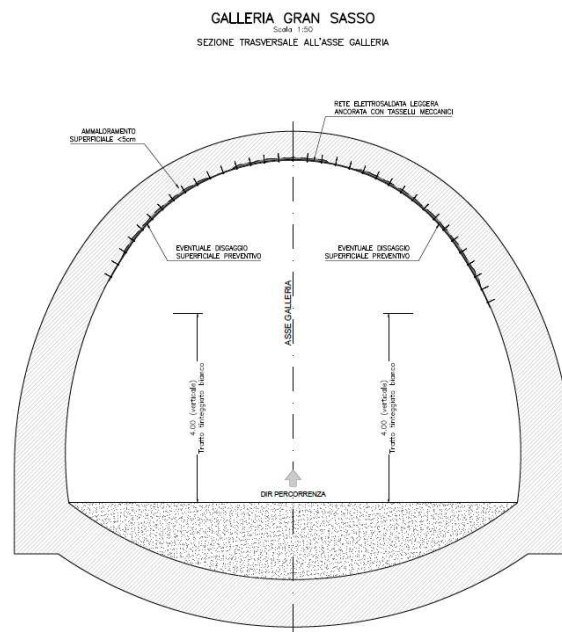 GALLERIA GRAN SASSO
Scala 1:50
SEZIONE TRASVERSALE ALL'ASSE GALLERIA
RETE ELETTROSALDATA LEGGERA
ANCORATA CON TASSELLI MECCANICI
AMMALORAMENTO
SUPERFICIALE <5cm
EVENTUALE DISGAGGIO
SUPERFICIALE PREVENTIVO
EVENTUALE DISGAGGIO
SUPERFICIALE PREVENTIVO
ASSE GALLERIA
4.00 (verticale)
Tratto tinteggiato bianco
4.00 (verticale)
Tratto tinteggiato bianco
DIR PERCORRENZA